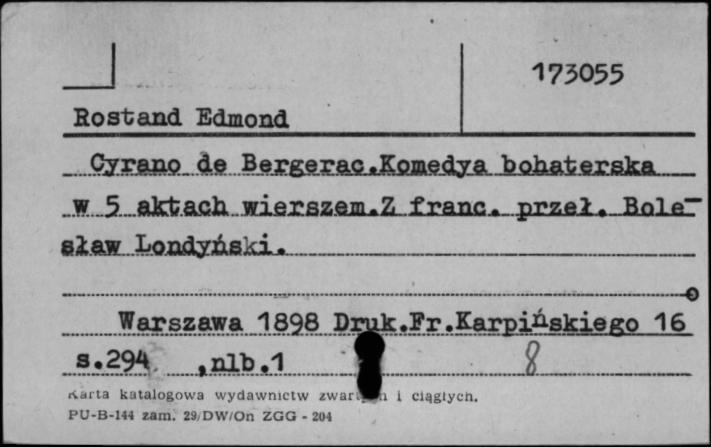 173055
Rostand Edmond
Cyrano de Bergerac.Komedya bohaterska
w 5 aktach wierszem.Z franc. przeł. Bole-
sław Londyński.
Warszawa 1898 Druk.Fr.Karpińskiego 16
s.294 ,nlb.1 8
Karta katalogowa wydawnictw i ciągłych.
PU-B-144 zam. 29/DW/On ZGG - 204